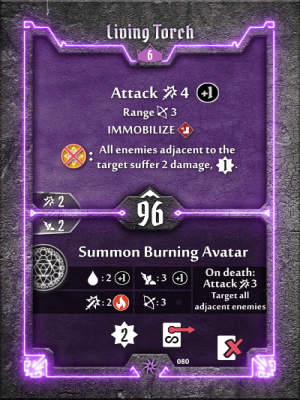 Living Torch
6
Attack 4 +1
Range 3
IMMOBILIZE
: All enemies adjacent to the
target suffer 2 damage, 1.
2
96
2
Summon Burning Avatar
: 2 +1 : 3 +1
: 2 : 3
On death:
Attack 3
Target all
adjacent enemies
2
080